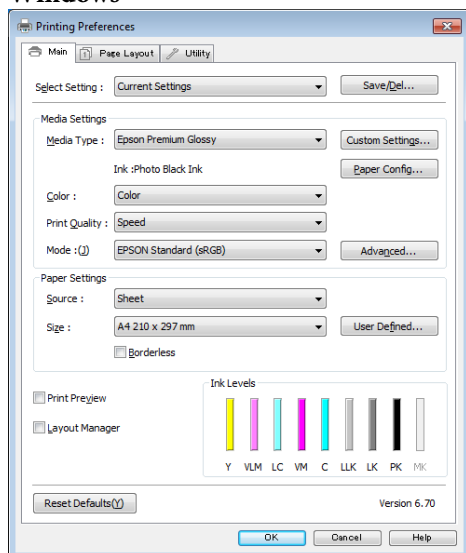 Windows
Printing Preferences
Main Page Layout Utility
Select Setting : Current Settings Save/Del...
Media Settings
Media Type : Epson Premium Glossy Custom Settings...
Ink :Photo Black Ink Paper Config...
Color : Color
Print Quality : Speed
Mode :(J) EPSON Standard (sRGB) Advanced...
Paper Settings
Source : Sheet
Size : A4 210 x 297 mm User Defined...
Borderless
Ink Levels
Print Preview
Layout Manager
Y VLM LC VM C LLK LK PK MK
Reset Defaults(Y) Version 6.70
OK Cancel Help